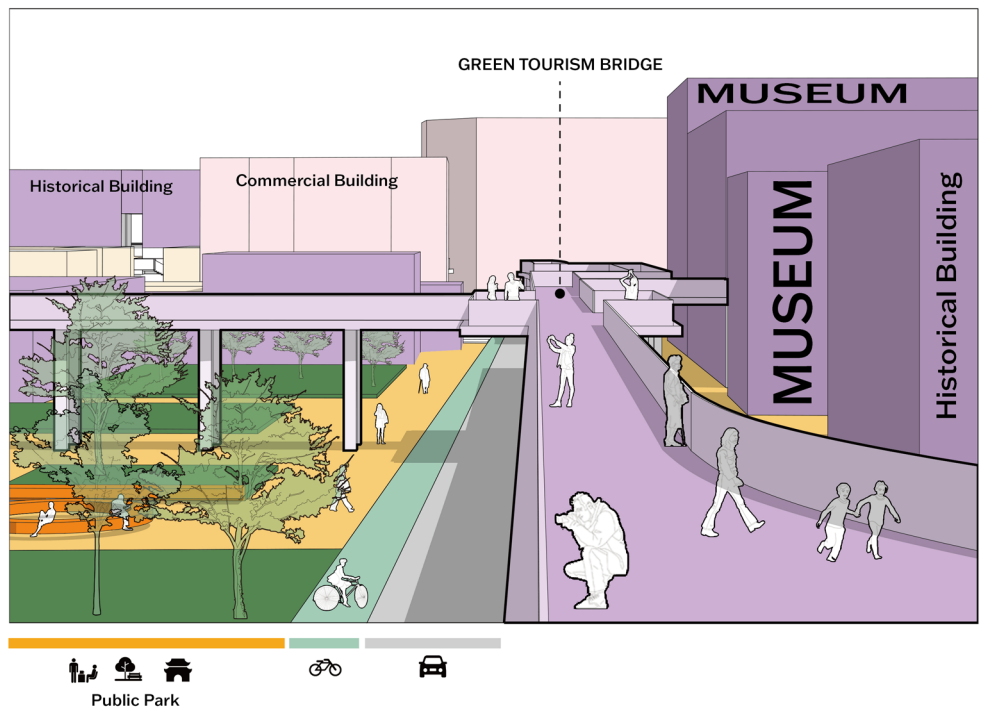 GREEN TOURISM BRIDGE
MUSEUM
Historical Building
Commercial Building
MUSEUM
Historical Building
Public Park